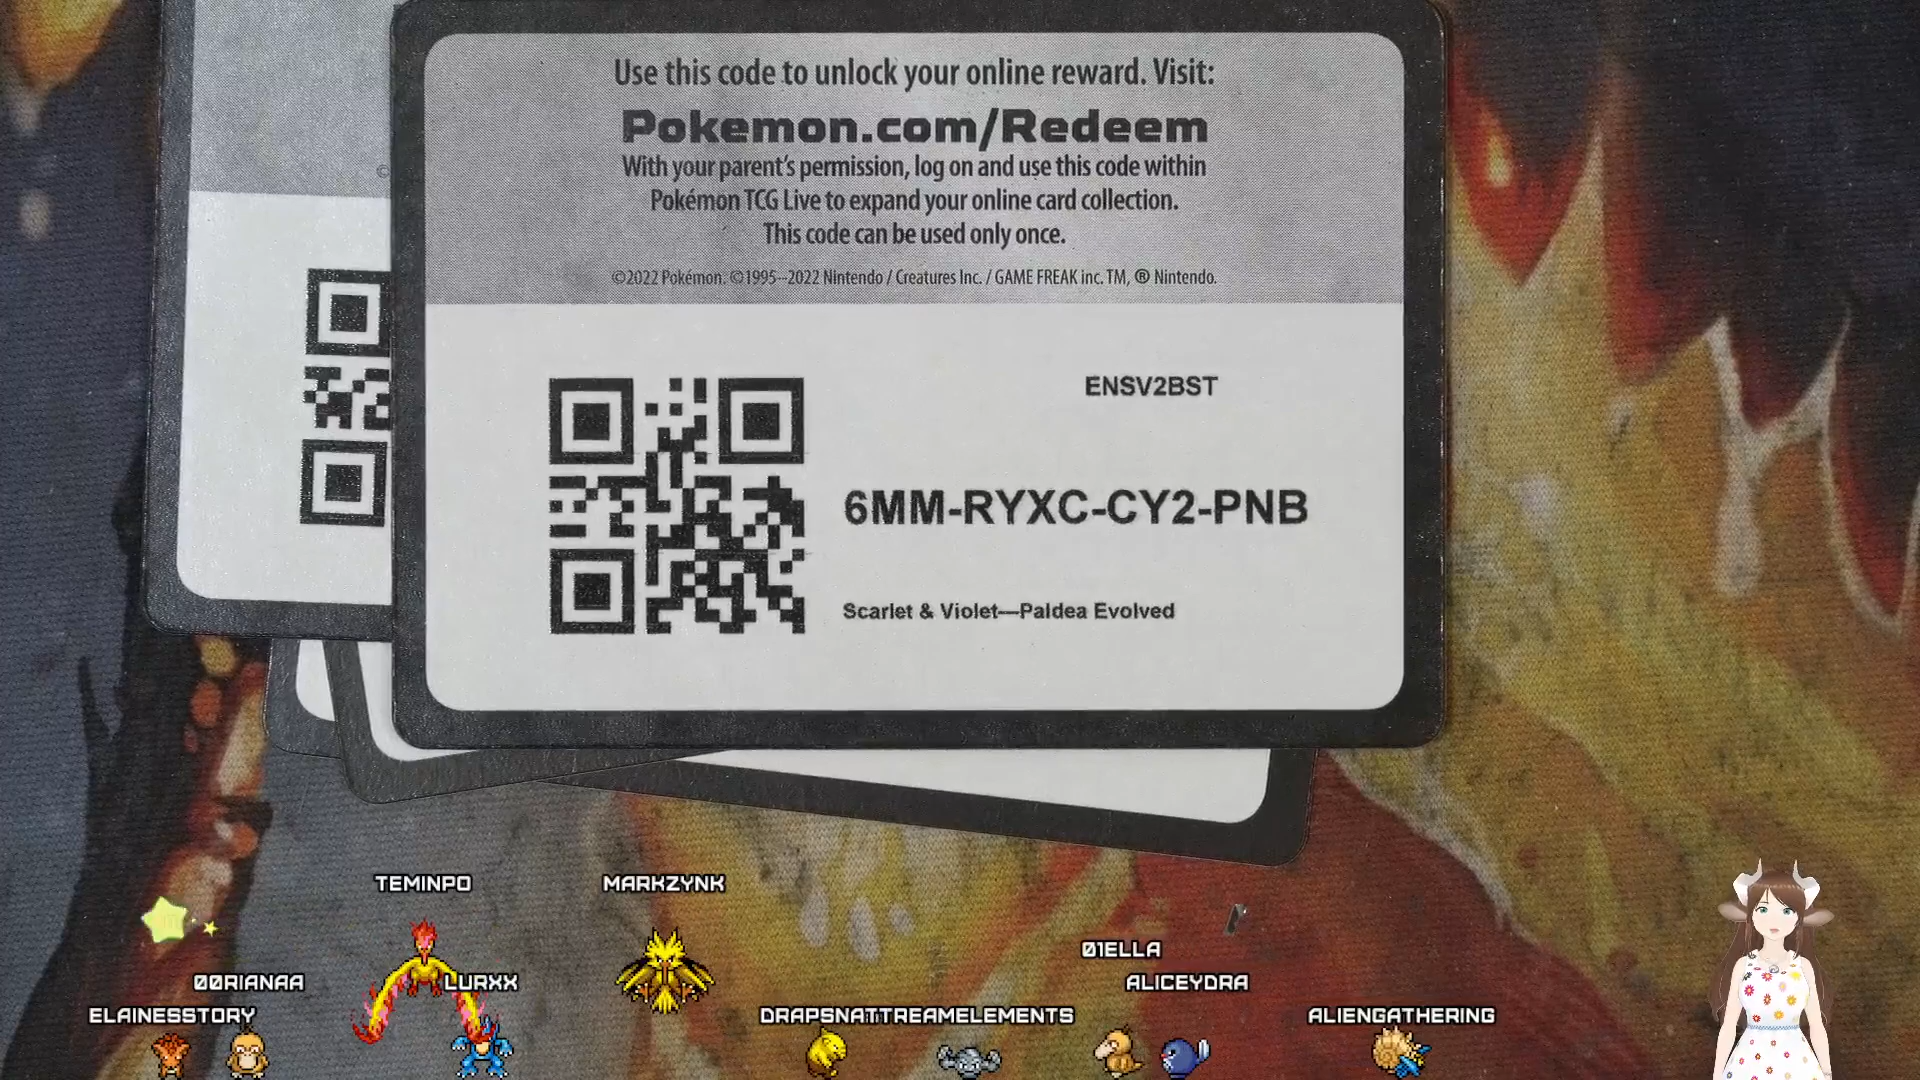 Use this code to unlock your online reward. Visit:
Pokemon.com/Redeem
With your parent's permission, log on and use this code within
Pokémon TCG Live to expand your online card collection.
This code can be used only once.
©2022 Pokémon. ©1995–2022 Nintendo / Creatures Inc. / GAME FREAK inc. TM, ® Nintendo.
©
ENSV2BST
6MM-RYXC-CY2-PNB
Scarlet & Violet—Paldea Evolved
TEMINPO
MARKZYNK
01ELLA
00RIANAA
LURXX
ALICEYDRA
ELAINESSTORY
DRAPSNATTREAMELEMENTS
ALIENGATHERING